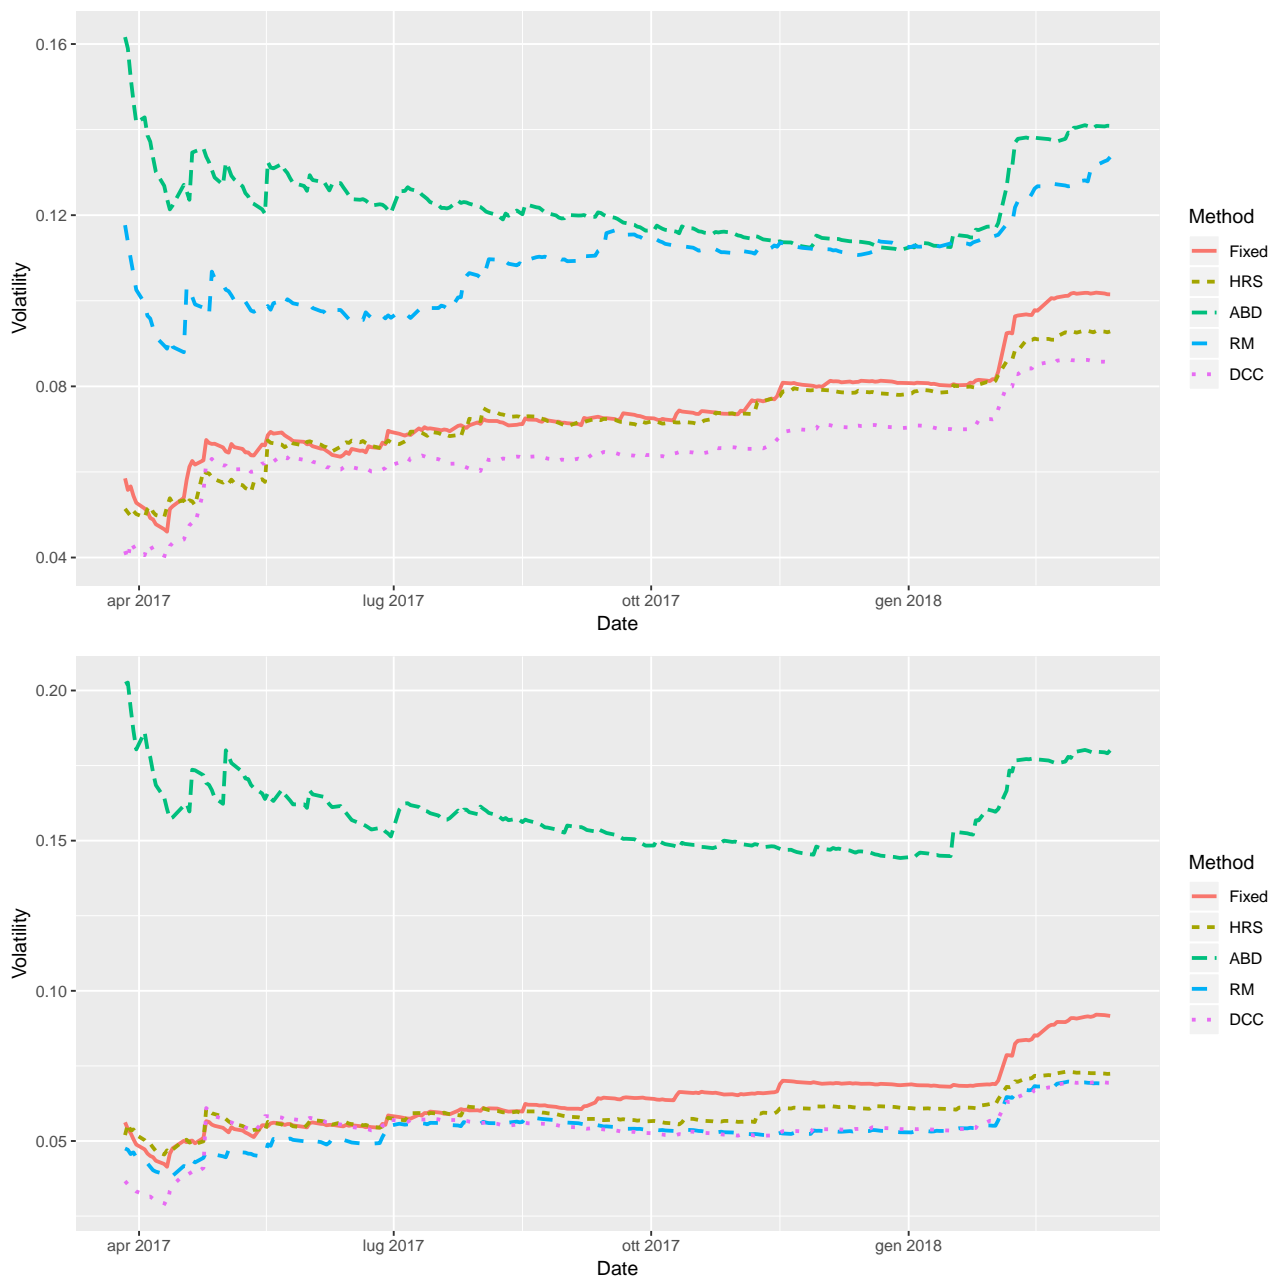 Volatility
0.16
0.12
0.08
0.04
apr 2017
lug 2017
ott 2017
gen 2018
Date
Method
Fixed
HRS
ABD
RM
DCC
Volatility
0.20
0.15
0.10
0.05
apr 2017
lug 2017
ott 2017
gen 2018
Date
Method
Fixed
HRS
ABD
RM
DCC